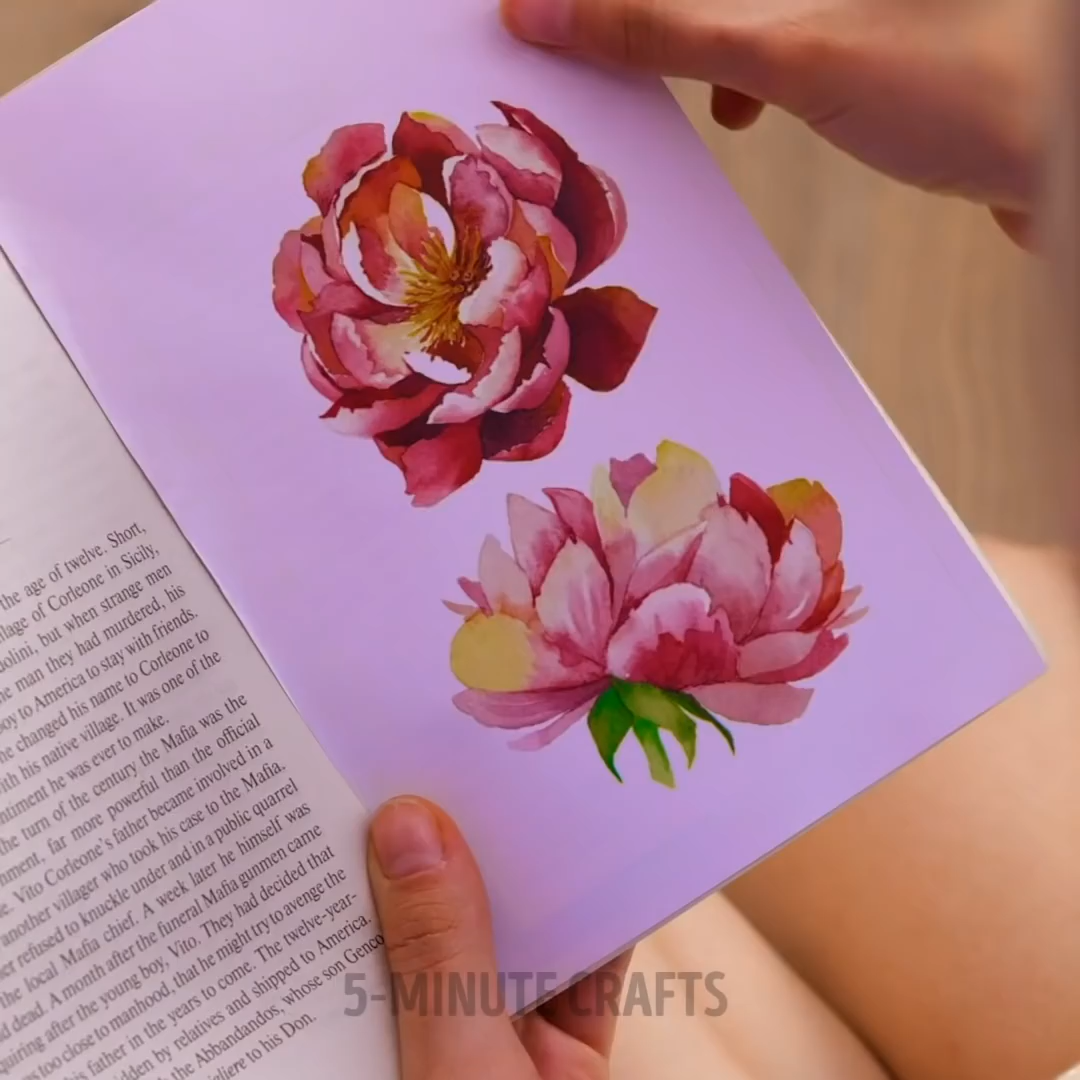 the age of twelve. Short,
of Corleone in Sicily,
but when strange men
man they had murdered, his
to America to stay with friends.
changed his name to Corleone to
with his native village. It was one of the
he was ever to make.
the turn of the century the Mafia was the
far more powerful than the official
Vito Corleone's father became involved in a
another villager who took his case to the Mafia.
refused to knuckle under and in a public quarrel
the local Mafia chief. A week later he himself was
dead. A month after the funeral Mafia gunmen came
after the young boy, Vito. They had decided that
too close to manhood, that he might try to avenge the
his father in the years to come. The twelve-year-
by relatives and shipped to America.
the Abbandandos, whose son Genco
to his Don.
5-MINUTE CRAFTS